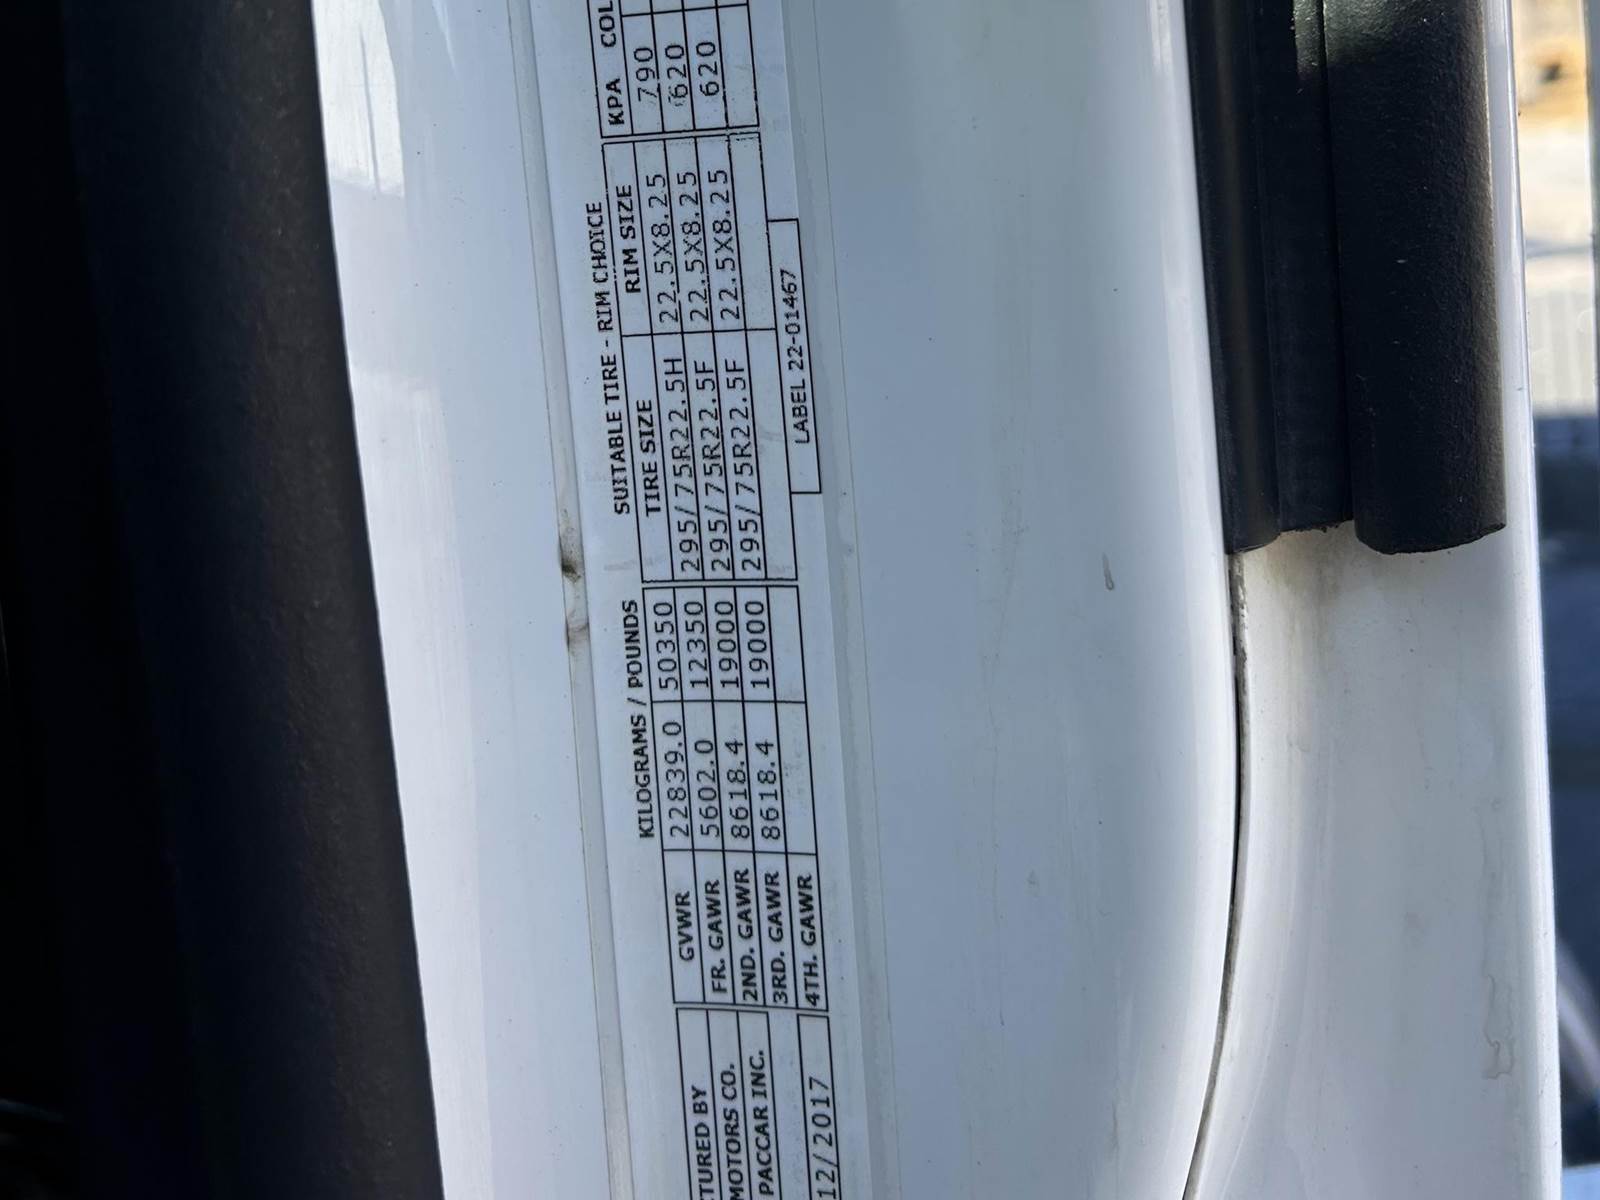 KILOGRAMS / POUNDS
SUITABLE TIRE - RIM CHOICE
TIRE SIZE RIM SIZE KPA COL
TURED BY GVWR 22839.0 50350
295/75R22.5H 22.5X8.25 790
MOTORS CO. FR. GAWR 5602.0 12350
295/75R22.5F 22.5X8.25 620
PACCAR INC. 2ND. GAWR 8618.4 19000
295/75R22.5F 22.5X8.25 620
3RD. GAWR 8618.4 19000
12/2017 4TH. GAWR
LABEL 22-01467